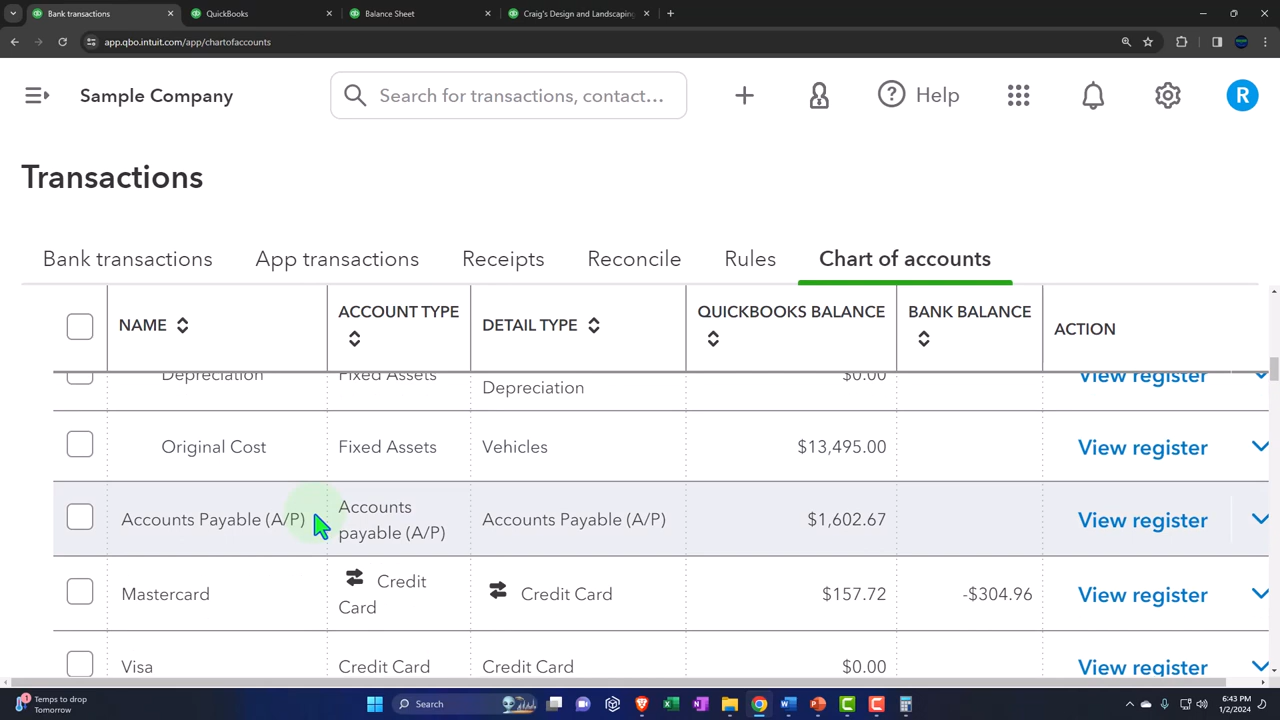 Bank transactions
QuickBooks
Balance Sheet
Craig's Design and Landscaping
app.qbo.intuit.com/app/chartofaccounts
Sample Company
Search for transactions, contact...
Help
R
Transactions
Bank transactions
App transactions
Receipts
Reconcile
Rules
Chart of accounts
NAME
ACCOUNT TYPE
DETAIL TYPE
QUICKBOOKS BALANCE
BANK BALANCE
ACTION
Depreciation
Fixed Assets
Depreciation
$0.00
View register
Original Cost
Fixed Assets
Vehicles
$13,495.00
View register
Accounts Payable (A/P)
Accounts
payable (A/P)
Accounts Payable (A/P)
$1,602.67
View register
Mastercard
Credit
Card
Credit Card
$157.72
-$304.96
View register
Visa
Credit Card
Credit Card
$0.00
View register
1
Temps to drop
Tomorrow
Search
6:43 PM
1/2/2024